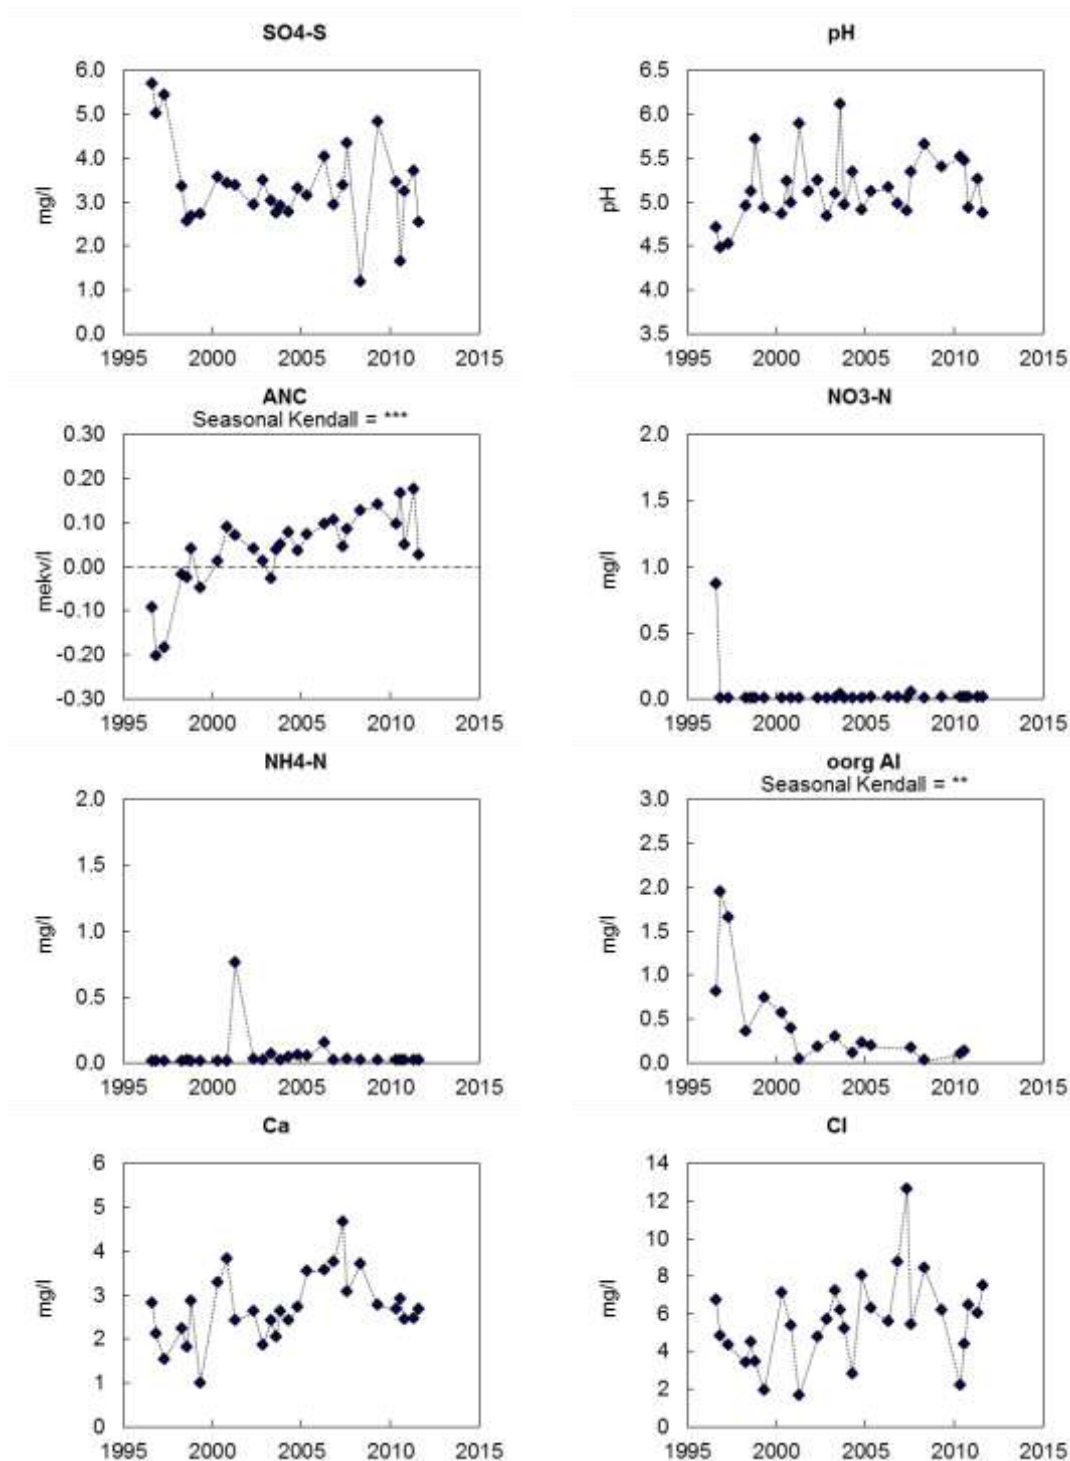 SO4-S
6.0
5.0
4.0
3.0
2.0
1.0
0.0
mg/l
1995 2000 2005 2010 2015
pH
6.5
6.0
5.5
5.0
4.5
4.0
3.5
pH
1995 2000 2005 2010 2015
ANC
Seasonal Kendall = ***
0.30
0.20
0.10
0.00
-0.10
-0.20
-0.30
mekv/l
1995 2000 2005 2010 2015
NO3-N
2.0
1.5
1.0
0.5
0.0
mg/l
1995 2000 2005 2010 2015
NH4-N
2.0
1.5
1.0
0.5
0.0
mg/l
1995 2000 2005 2010 2015
oorg Al
Seasonal Kendall = **
3.0
2.5
2.0
1.5
1.0
0.5
0.0
mg/l
1995 2000 2005 2010 2015
Ca
6
5
4
3
2
1
0
mg/l
1995 2000 2005 2010 2015
Cl
14
12
10
8
6
4
2
0
mg/l
1995 2000 2005 2010 2015